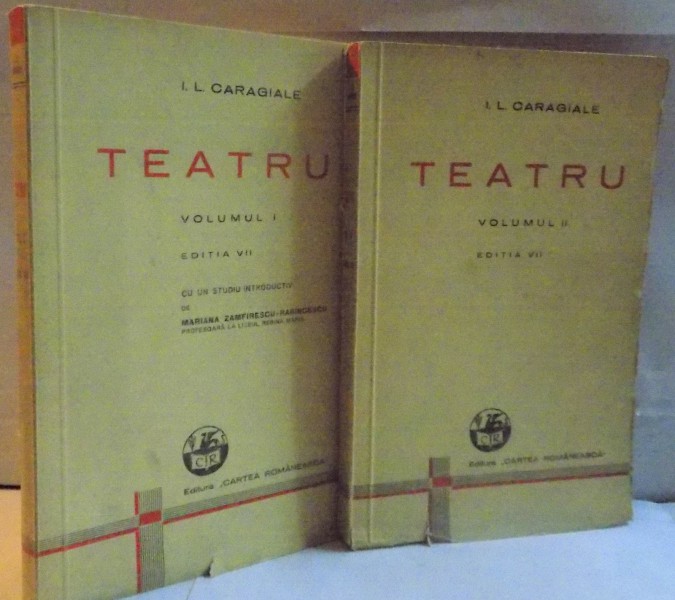 I. L. CARAGIALE
TEATRU
VOLUMUL I
EDITIA VII
CU UN STUDIU INTRODUCTIV
DE
MARIANA ZAMFIRESCU-
PROFESOARĂ LA LICEUL REGINA MARIA
CR
Editura „CARTEA ROMÂNEASCĂ"
I. L. CARAGIALE
TEATRU
VOLUMUL II
EDITIA VII
CR
Editura „CARTEA ROMÂNEASCĂ"